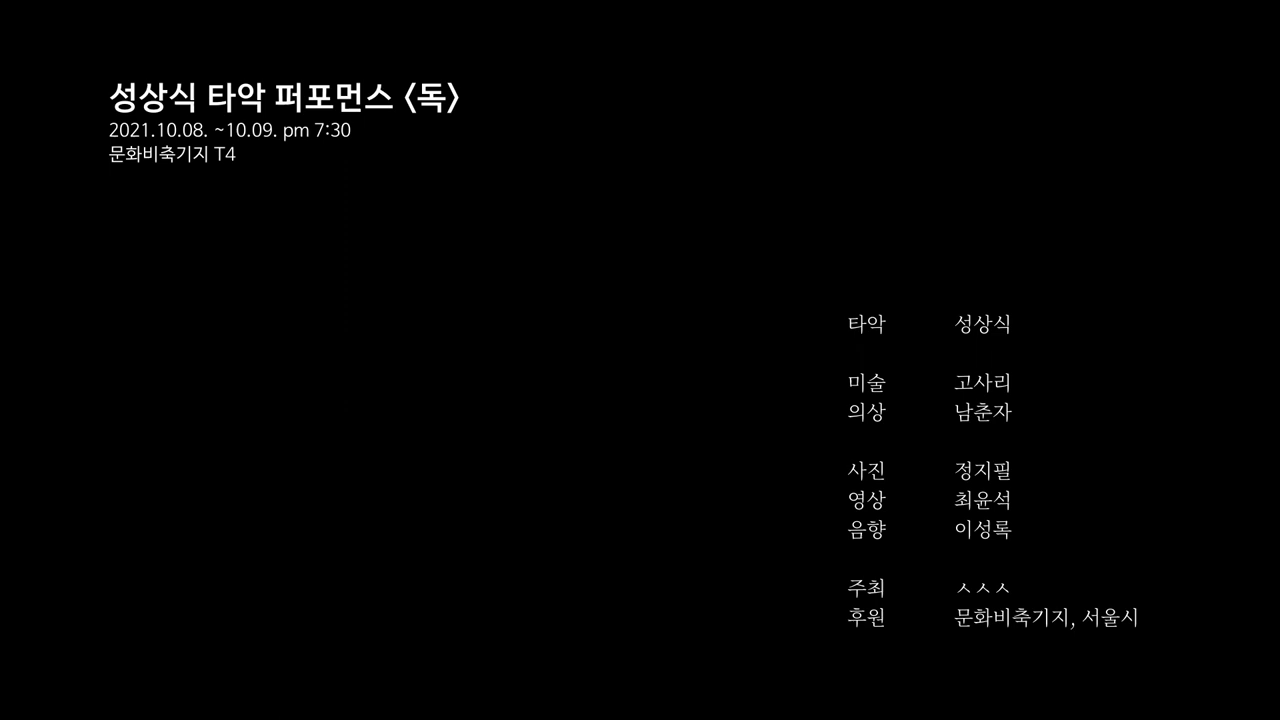 성상식 타악 퍼포먼스 〈독〉
2021.10.08. ~10.09. pm 7:30
문화비축기지 T4
타악 성상식
미술 고사리
의상 남춘자
사진 정지필
영상 최윤석
음향 이성록
주최 ㅅㅅㅅ
후원 문화비축기지, 서울시